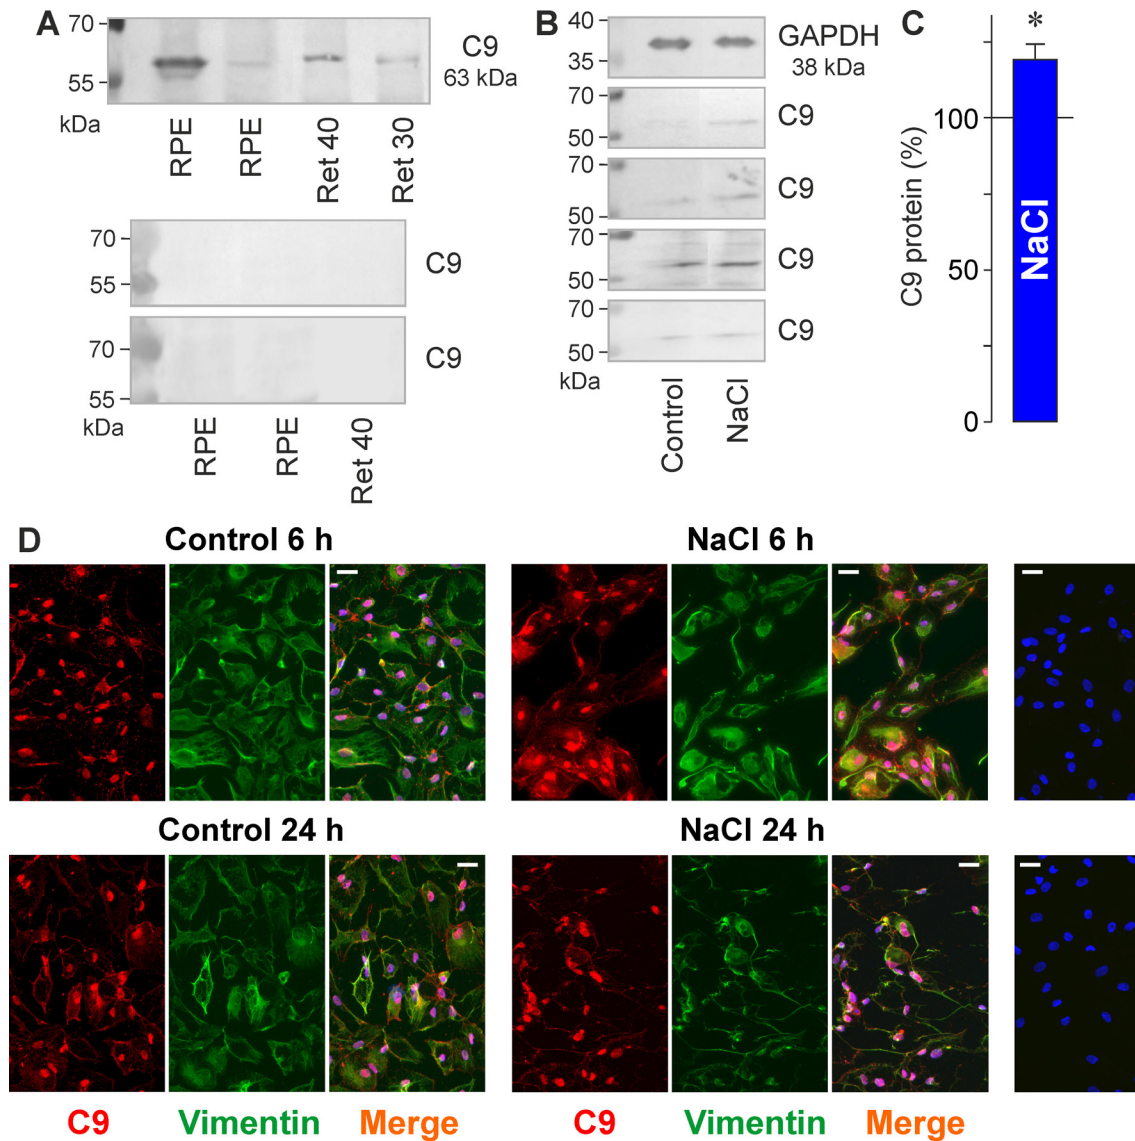 A
70
55
kDa
C9
63 kDa
RPE
RPE
Ret 40
Ret 30
70
55
C9
70
55
C9
kDa
RPE
RPE
Ret 40
B
40
35
GAPDH
38 kDa
70
50
C9
70
50
C9
70
50
C9
70
50
C9
kDa
Control
NaCl
C
*
100
50
0
C9 protein (%)
NaCl
D
Control 6 h
NaCl 6 h
Control 24 h
NaCl 24 h
C9
Vimentin
Merge
C9
Vimentin
Merge